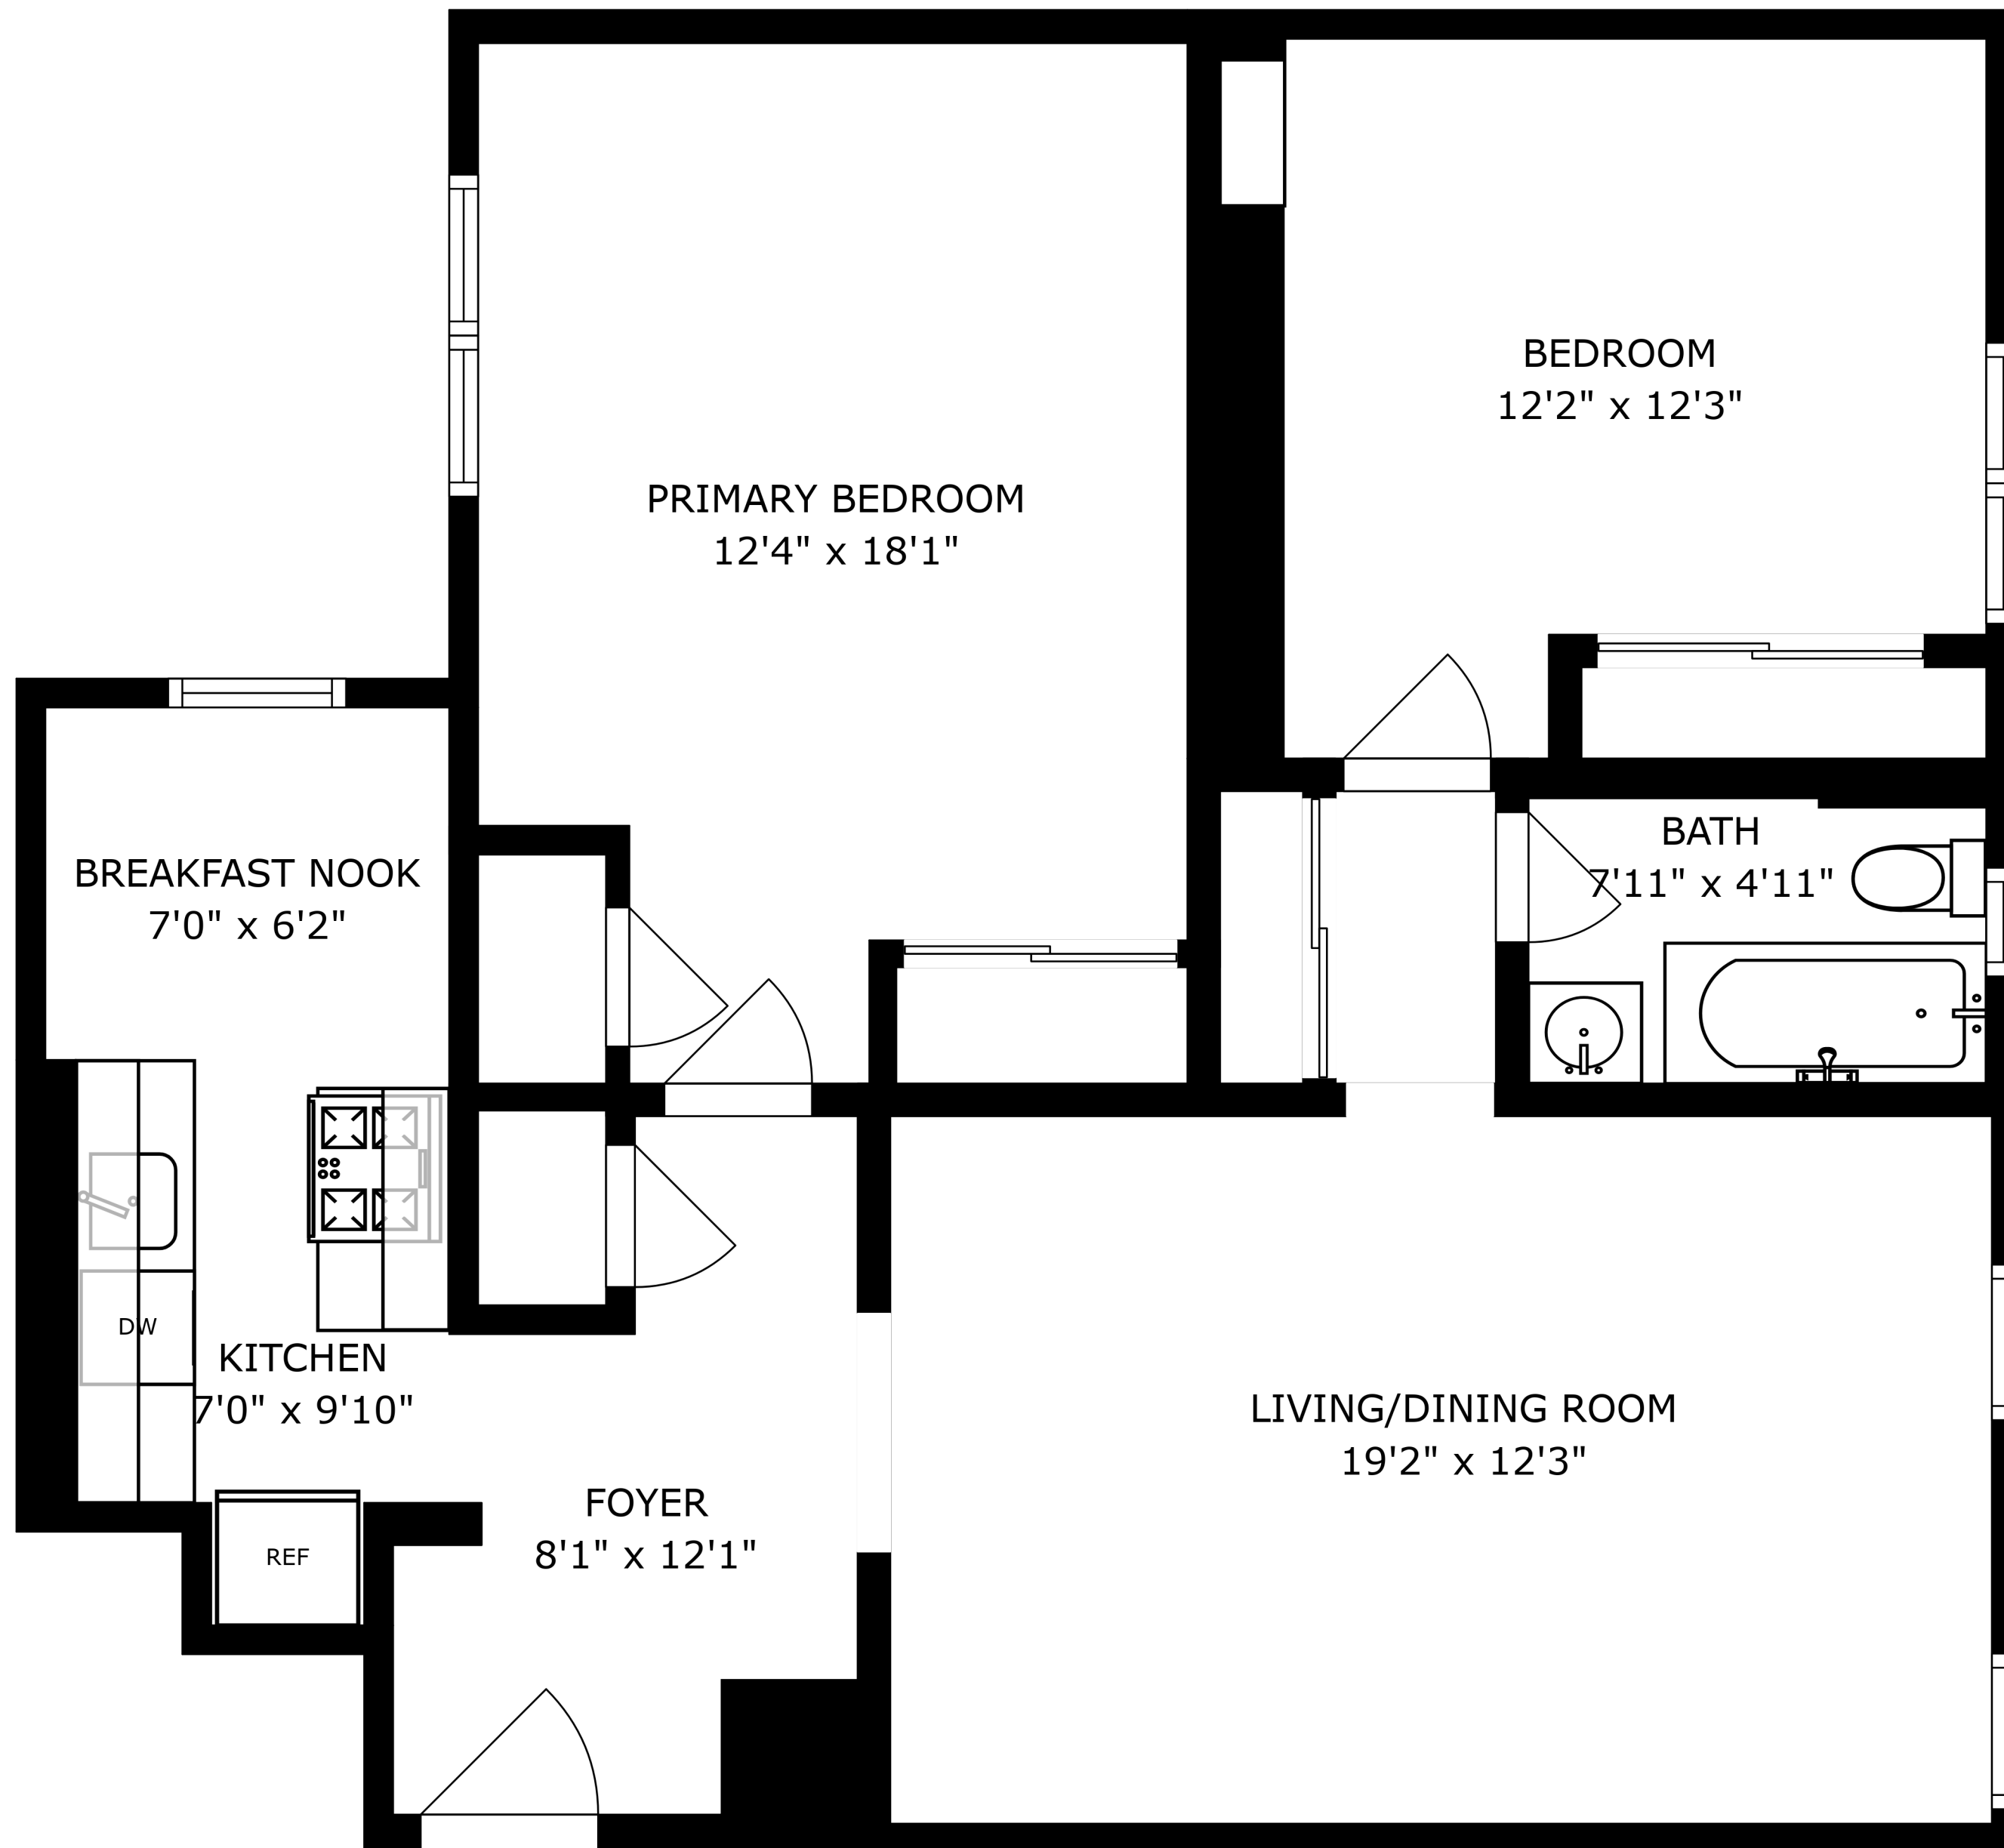 BEDROOM
12'2" x 12'3"
PRIMARY BEDROOM
12'4" x 18'1"
BATH
7'11" x 4'11"
BREAKFAST NOOK
7'0" x 6'2"
DW
KITCHEN
7'0" x 9'10"
LIVING/DINING ROOM
19'2" x 12'3"
FOYER
8'1" x 12'1"
REF